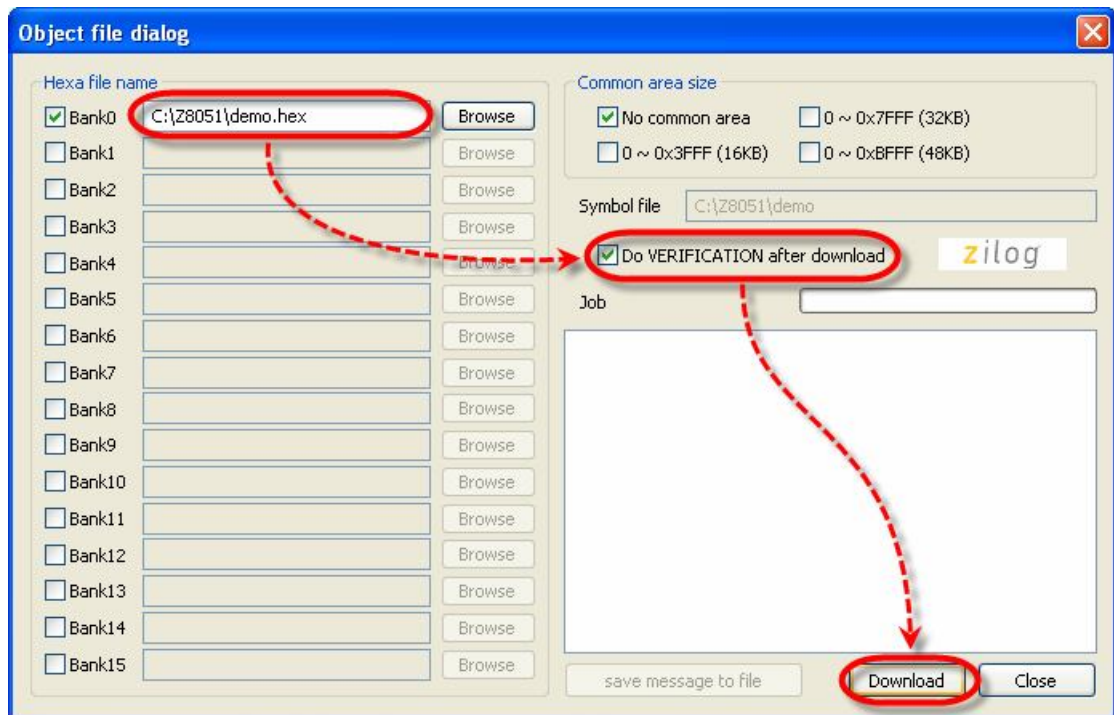 Object file dialog
Hexa file name
Bank0 C:\Z8051\demo.hex Browse
Bank1 Browse
Bank2 Browse
Bank3 Browse
Bank4 Browse
Bank5 Browse
Bank6 Browse
Bank7 Browse
Bank8 Browse
Bank9 Browse
Bank10 Browse
Bank11 Browse
Bank12 Browse
Bank13 Browse
Bank14 Browse
Bank15 Browse
Common area size
No common area 0 ~ 0x7FFF (32KB)
0 ~ 0x3FFF (16KB) 0 ~ 0xBFFF (48KB)
Symbol file C:\Z8051\demo
Do VERIFICATION after download zilog
Job
save message to file Download Close